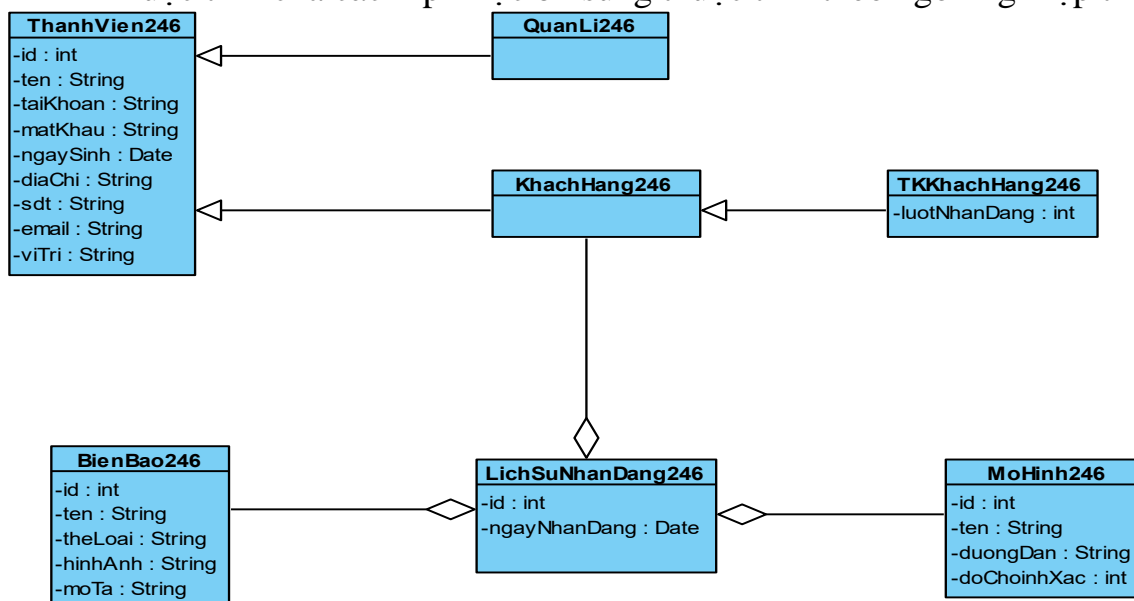 ThanhVien246
-id : int
-ten : String
-taiKhoan : String
-matKhau : String
-ngaySinh : Date
-diaChi : String
-sdt : String
-email : String
-viTri : String
QuanLi246
KhachHang246
TKKhachHang246
-luotNhanDang : int
BienBao246
-id : int
-ten : String
-theLoai : String
-hinhAnh : String
-moTa : String
LichSuNhanDang246
-id : int
-ngayNhanDang : Date
MoHinh246
-id : int
-ten : String
-duongDan : String
-doChoinhXac : int